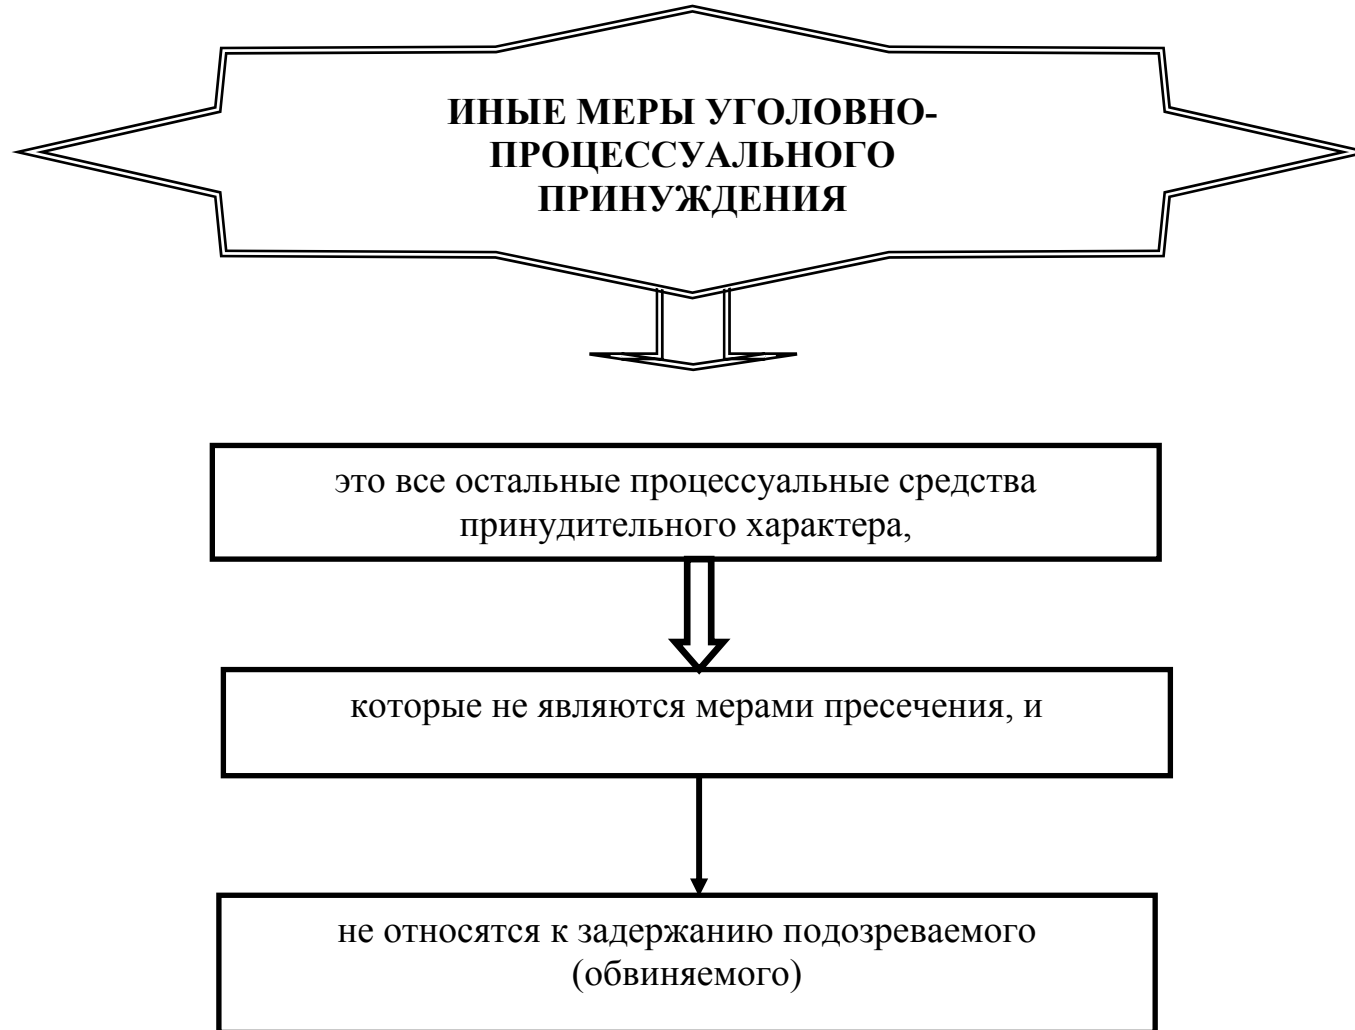 ИНЫЕ МЕРЫ УГОЛОВНО-
ПРОЦЕССУАЛЬНОГО
ПРИНУЖДЕНИЯ
это все остальные процессуальные средства
принудительного характера,
которые не являются мерами пресечения, и
не относятся к задержанию подозреваемого
(обвиняемого)